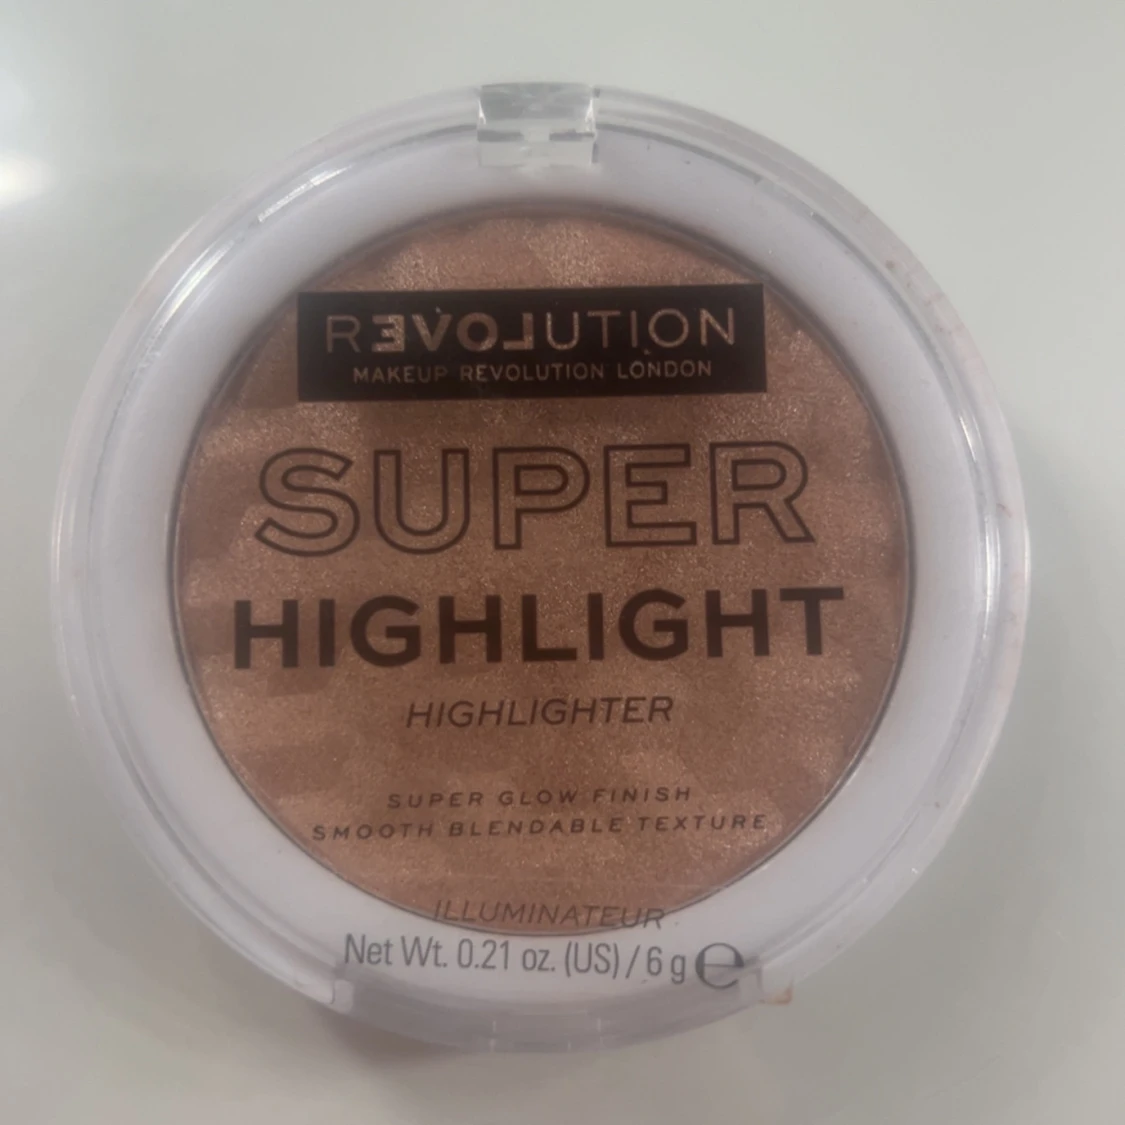 REVOLUTION
MAKEUP REVOLUTION LONDON
SUPER
HIGHLIGHT
HIGHLIGHTER
SUPER GLOW FINISH
SMOOTH BLENDABLE TEXTURE
ILLUMINATEUR
Net Wt. 0.21 oz. (US) / 6 g ℮